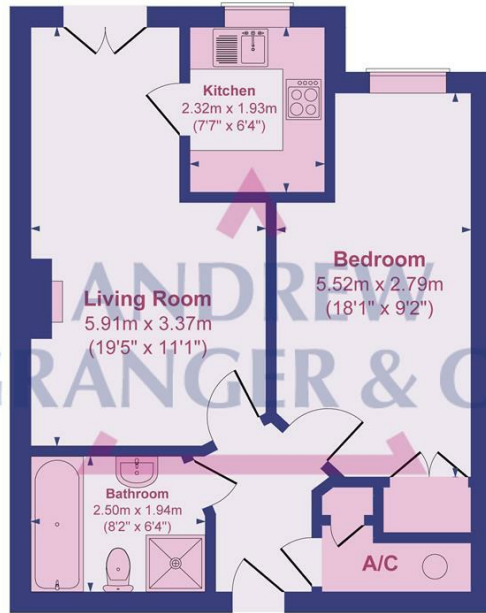 Kitchen
2.32m x 1.93m
(7'7" x 6'4")
Bedroom
5.52m x 2.79m
(18'1" x 9'2")
ANDREW
Living Room
5.91m x 3.37m
(19'5" x 11'1")
GRANGER & C
Bathroom
2.50m x 1.94m
(8'2" x 6'4")
A/C